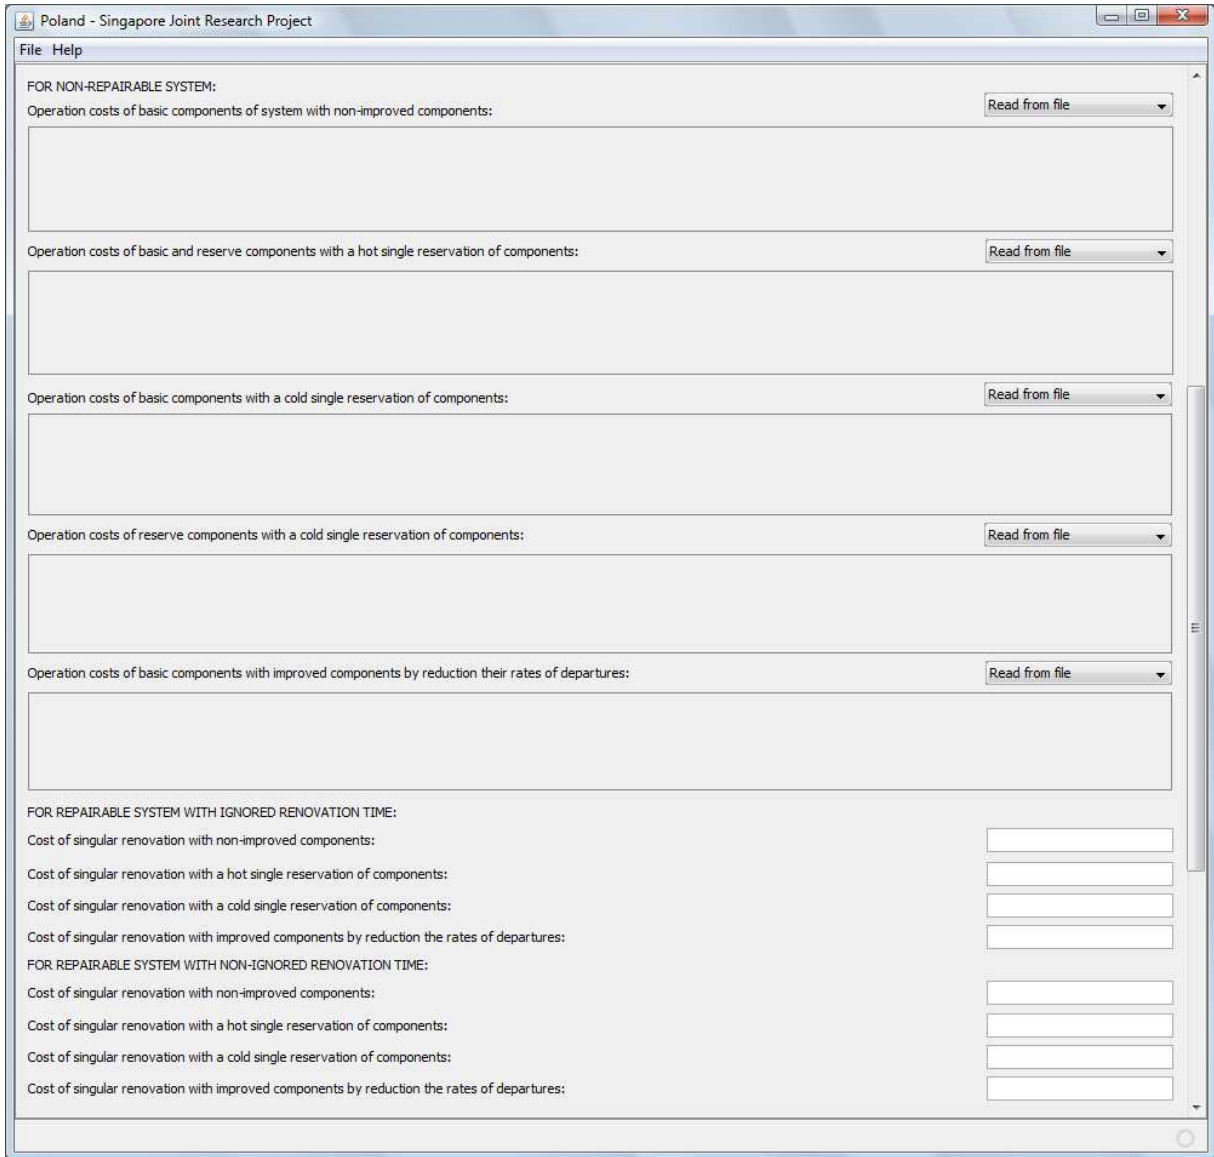 Poland - Singapore Joint Research Project
File Help
FOR NON-REPAIRABLE SYSTEM:
Operation costs of basic components of system with non-improved components: Read from file
Operation costs of basic and reserve components with a hot single reservation of components: Read from file
Operation costs of basic components with a cold single reservation of components: Read from file
Operation costs of reserve components with a cold single reservation of components: Read from file
Operation costs of basic components with improved components by reduction their rates of departures: Read from file
FOR REPAIRABLE SYSTEM WITH IGNORED RENOVATION TIME:
Cost of singular renovation with non-improved components:
Cost of singular renovation with a hot single reservation of components:
Cost of singular renovation with a cold single reservation of components:
Cost of singular renovation with improved components by reduction the rates of departures:
FOR REPAIRABLE SYSTEM WITH NON-IGNORED RENOVATION TIME:
Cost of singular renovation with non-improved components:
Cost of singular renovation with a hot single reservation of components:
Cost of singular renovation with a cold single reservation of components:
Cost of singular renovation with improved components by reduction the rates of departures: